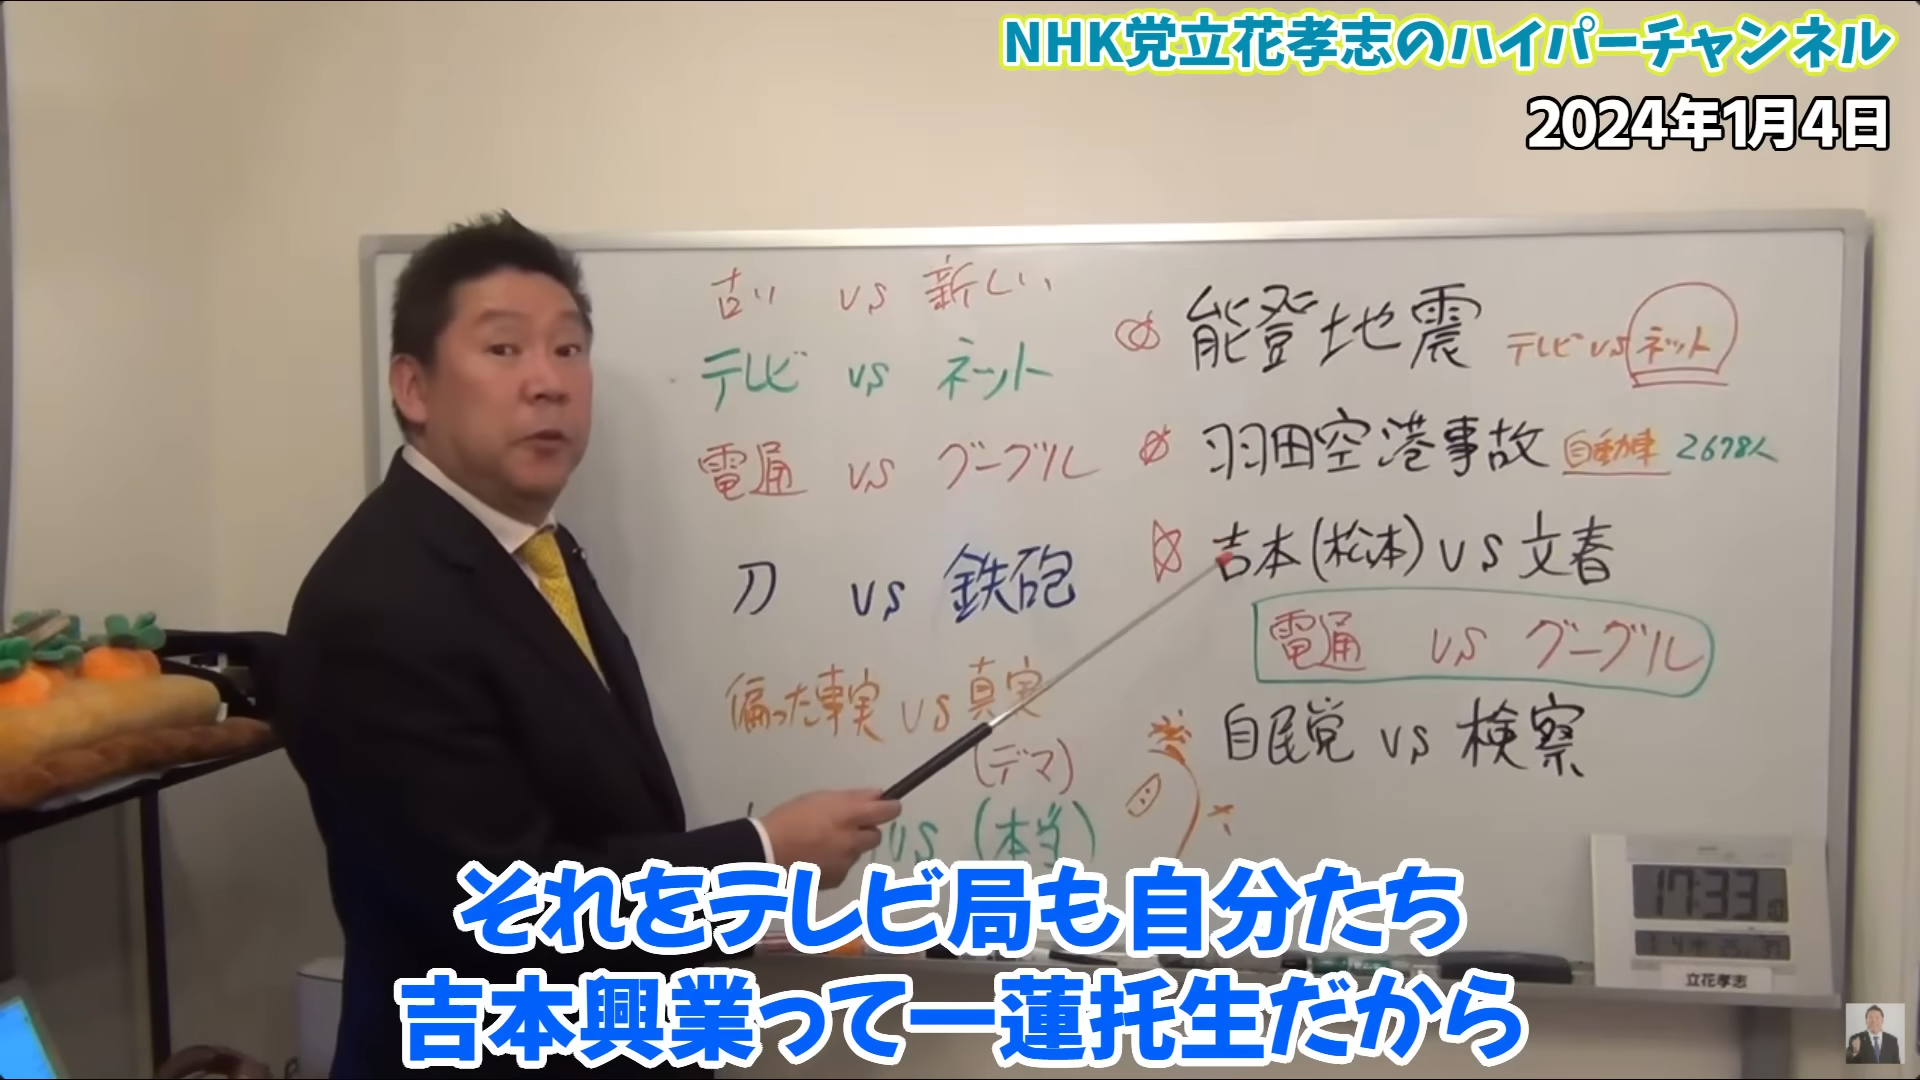 NHK党立花孝志のハイパーチャンネル
2024年1月4日
古い vs 新しい
テレビ vs ネット
電通 vs グーグル
刀 vs 鉄砲
偏った事実 vs 真実
(デマ)
vs (本当)
能登地震 テレビ vs ネット
羽田空港事故 自動車 2678人
吉本(松本) vs 文春
電通 vs グーグル
自民党 vs 検察
17:33
立花孝志
それをテレビ局も自分たち
吉本興業って一蓮托生だから